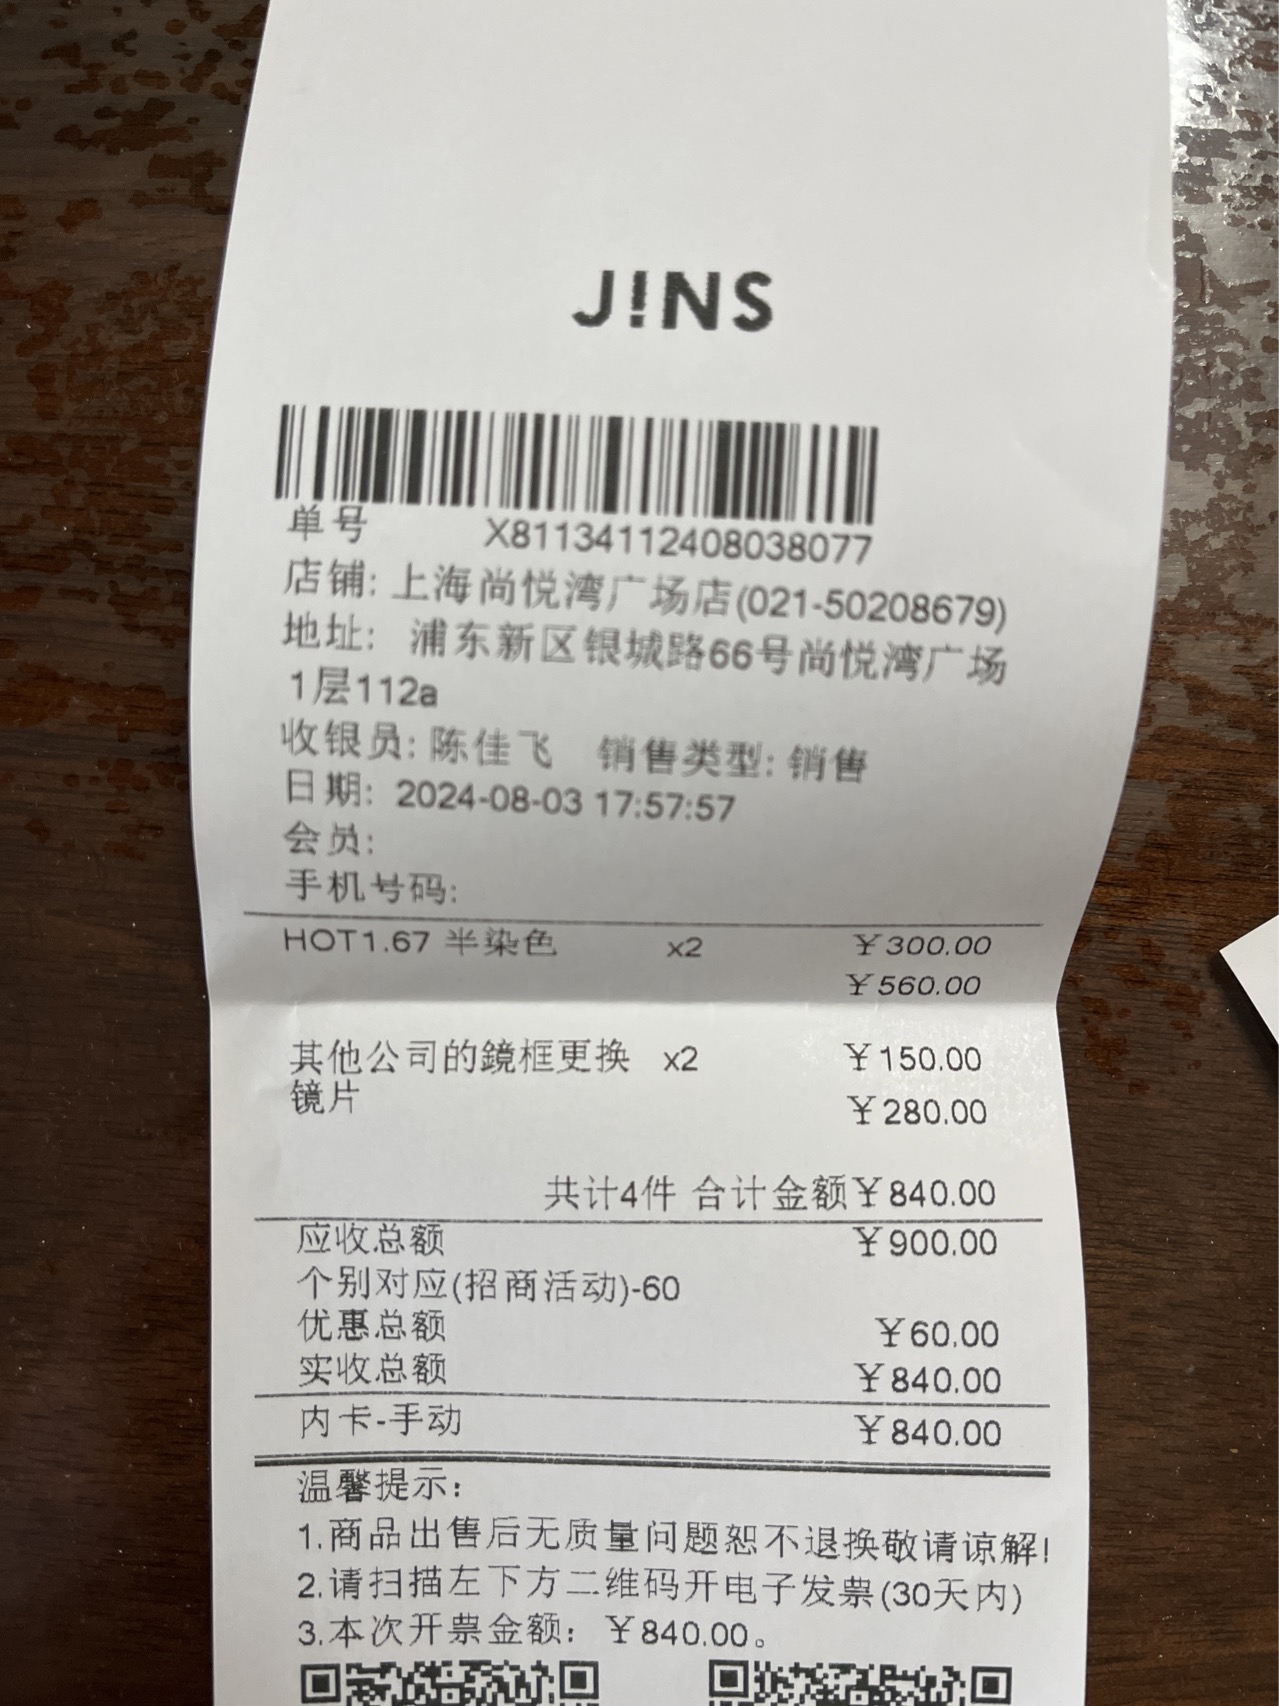 J!NS
单号 X81134112408038077
店铺: 上海尚悦湾广场店(021-50208679)
地址: 浦东新区银城路66号尚悦湾广场
1层112a
收银员: 陈佳飞 销售类型: 销售
日期: 2024-08-03 17:57:57
会员:
手机号码:
HOT1.67 半染色 x2 ¥300.00
¥560.00
其他公司的鏡框更换 x2 ¥150.00
镜片 ¥280.00
共计4件 合计金额¥840.00
应收总额 ¥900.00
个别对应(招商活动)-60
优惠总额 ¥60.00
实收总额 ¥840.00
内卡-手动 ¥840.00
温馨提示:
1.商品出售后无质量问题恕不退换敬请谅解!
2.请扫描左下方二维码开电子发票(30天内)
3.本次开票金额: ¥840.00。